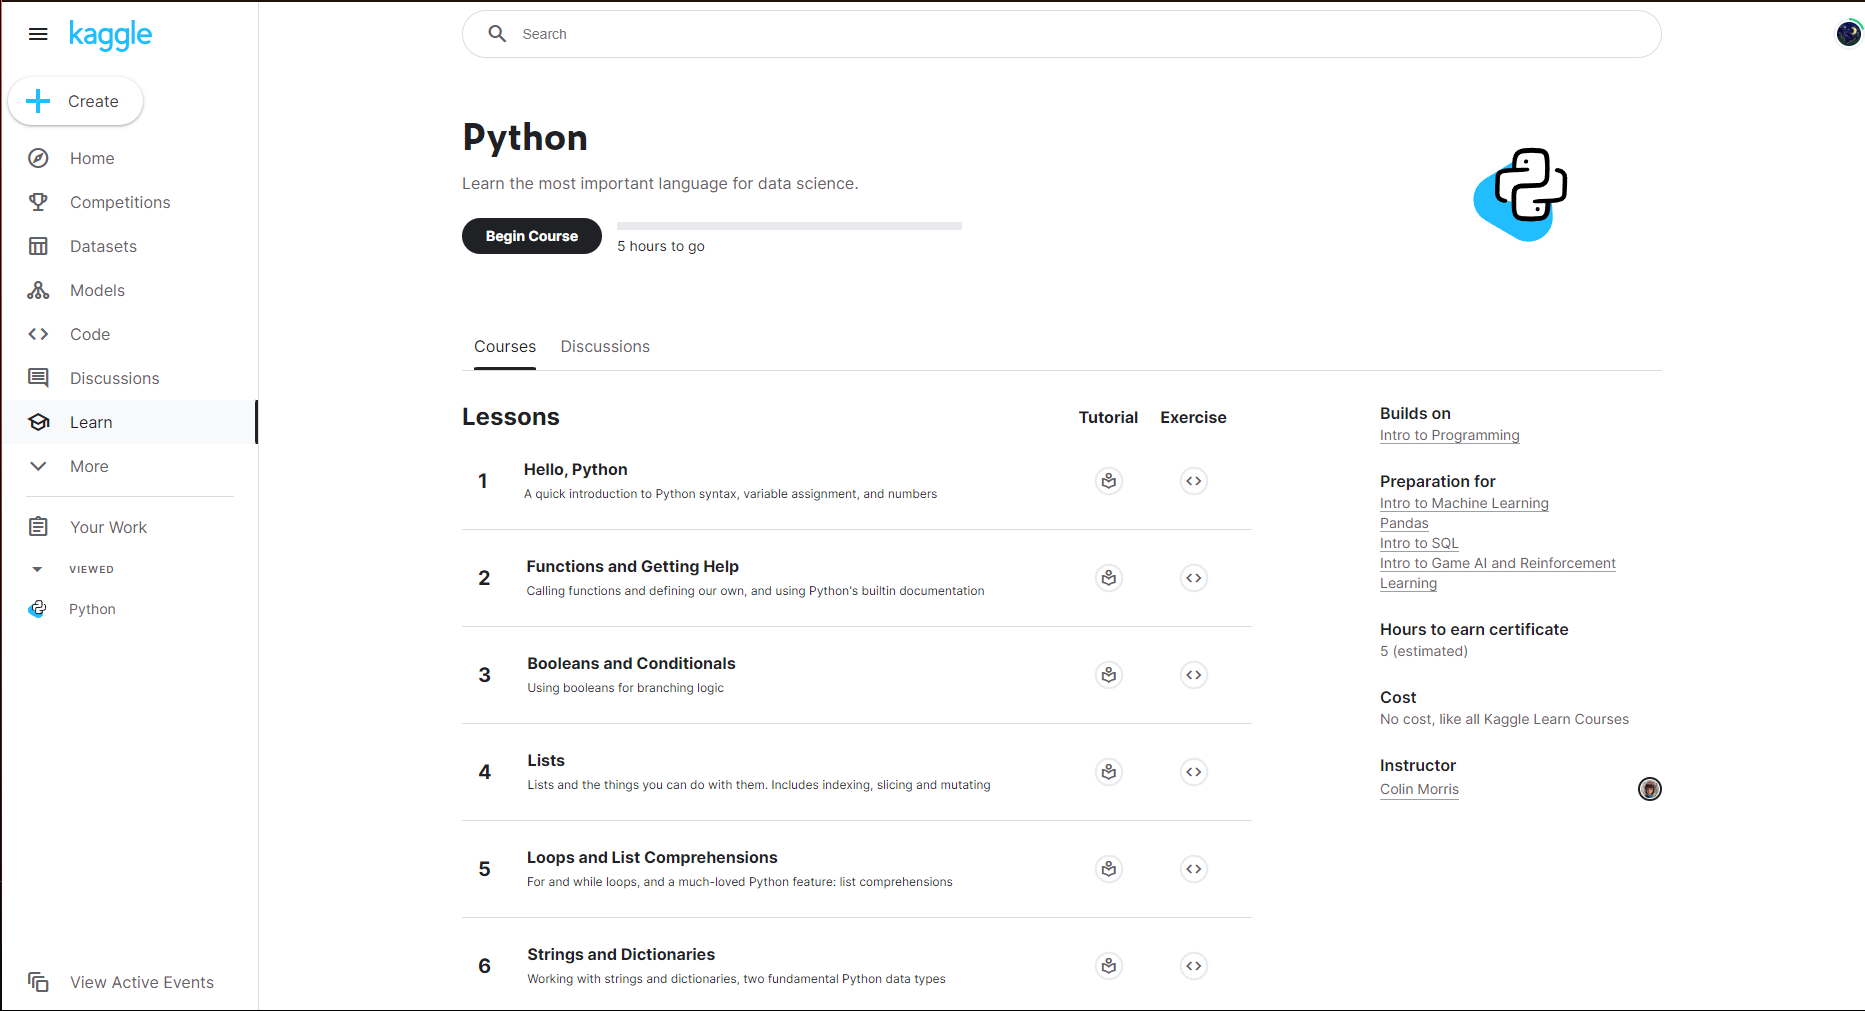 kaggle
Search
Create
Home
Competitions
Datasets
Models
Code
Discussions
Learn
More
Your Work
VIEWED
Python
View Active Events
Python
Learn the most important language for data science.
Begin Course
5 hours to go
Courses Discussions
Lessons Tutorial Exercise
1 Hello, Python
A quick introduction to Python syntax, variable assignment, and numbers
2 Functions and Getting Help
Calling functions and defining our own, and using Python's builtin documentation
3 Booleans and Conditionals
Using booleans for branching logic
4 Lists
Lists and the things you can do with them. Includes indexing, slicing and mutating
5 Loops and List Comprehensions
For and while loops, and a much-loved Python feature: list comprehensions
6 Strings and Dictionaries
Working with strings and dictionaries, two fundamental Python data types
Builds on
Intro to Programming
Preparation for
Intro to Machine Learning
Pandas
Intro to SQL
Intro to Game AI and Reinforcement
Learning
Hours to earn certificate
5 (estimated)
Cost
No cost, like all Kaggle Learn Courses
Instructor
Colin Morris